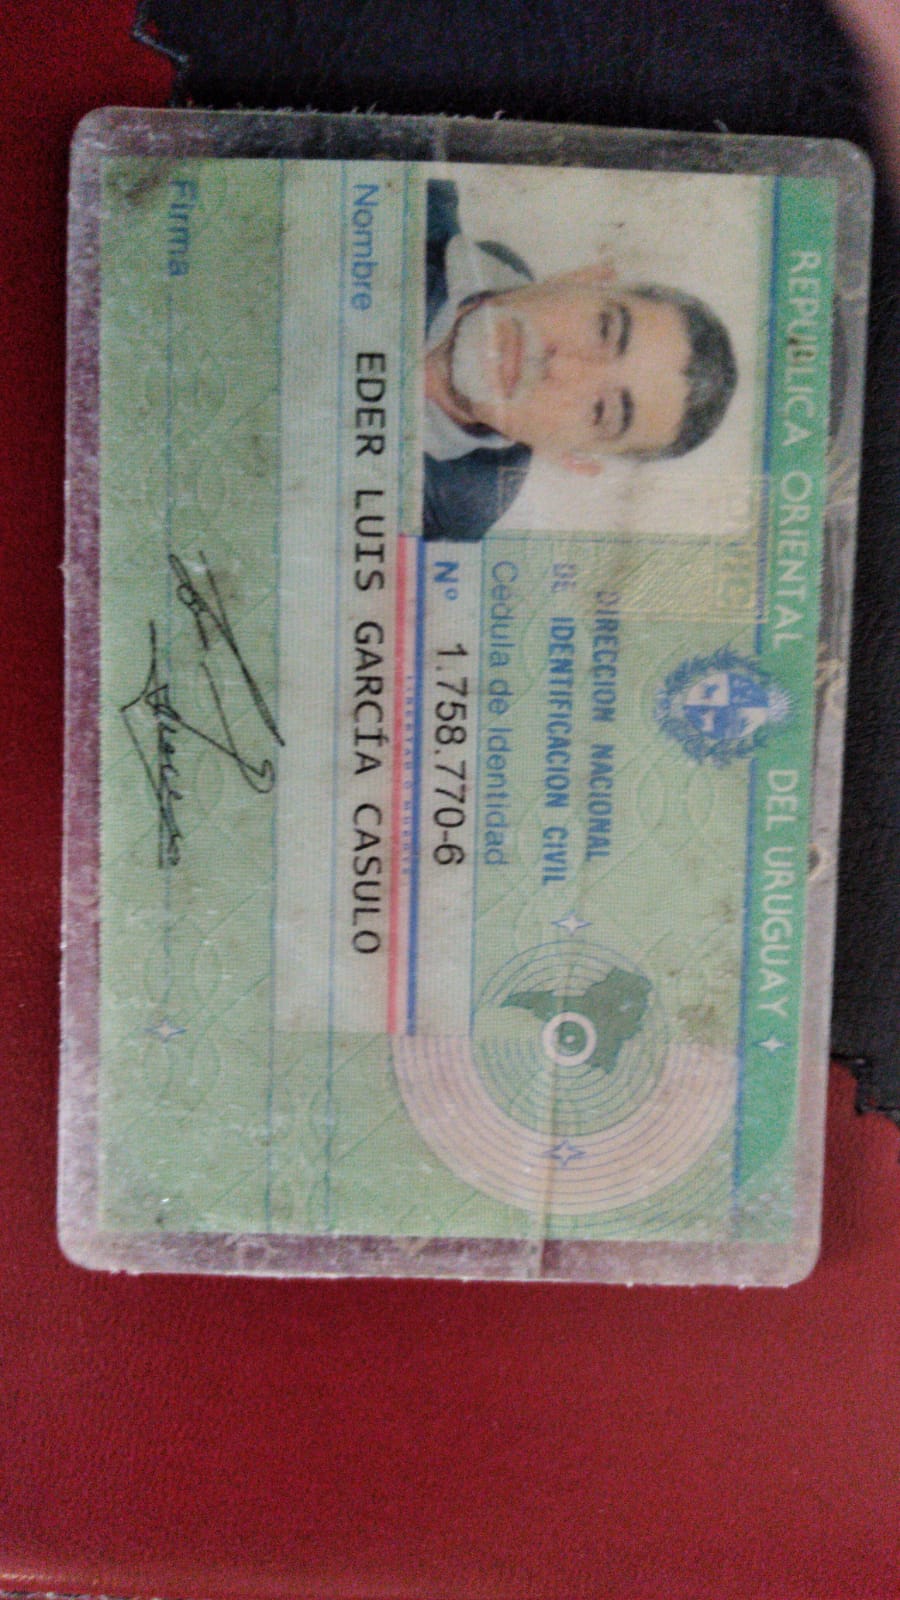 REPUBLICA ORIENTAL DEL URUGUAY
DIRECCION NACIONAL
DE IDENTIFICACION CIVIL
Cédula de Identidad
Nº 1.758.770-6
Nombre EDER LUIS GARCÍA CASULO
Firma